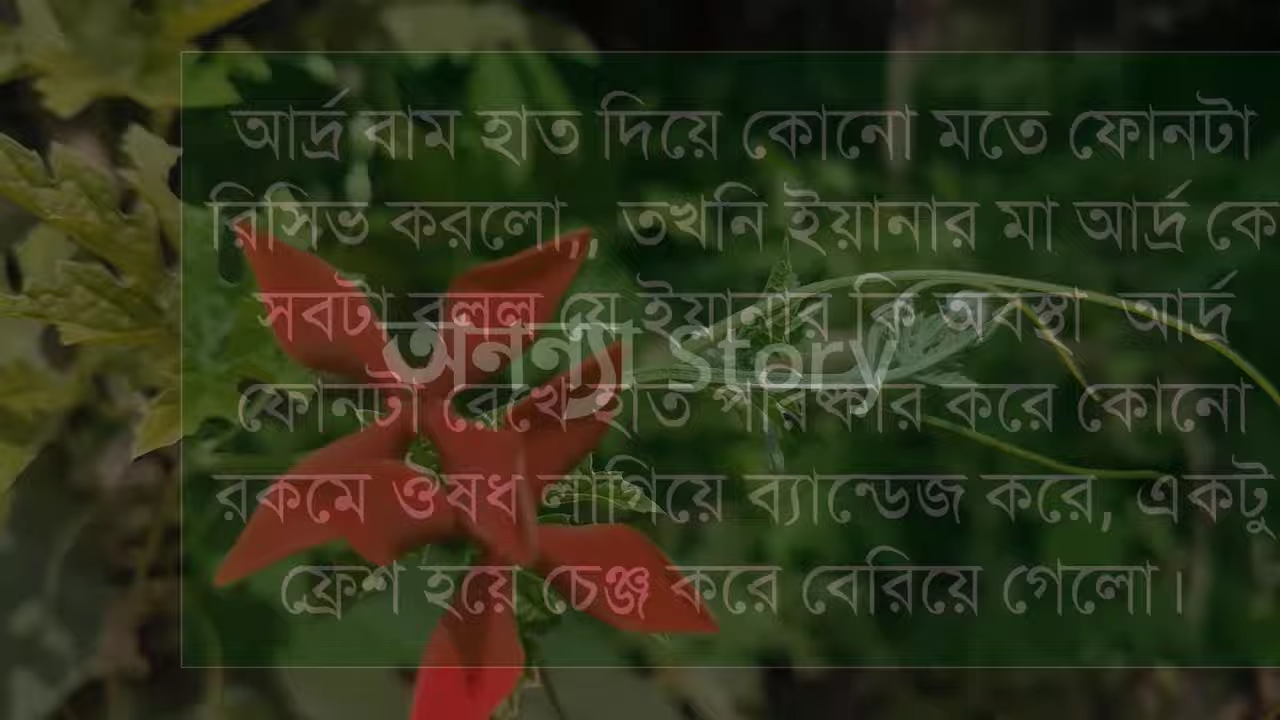 আর্দ্র বাম হাত দিয়ে কোনো মতে ফোনটা
রিসিভ করলো, তখনি ইয়ানার মা আর্দ্র কে
সবটা বলল যে ইয়ানার কি অবস্থা আর্দ্র
অনন্যা Story
ফোনটা রেখে হাত পরিষ্কার করে কোনো
রকমে ঔষধ লাগিয়ে ব্যান্ডেজ করে, একটু
ফ্রেশ হয়ে চেঞ্জ করে বেরিয়ে গেলো।